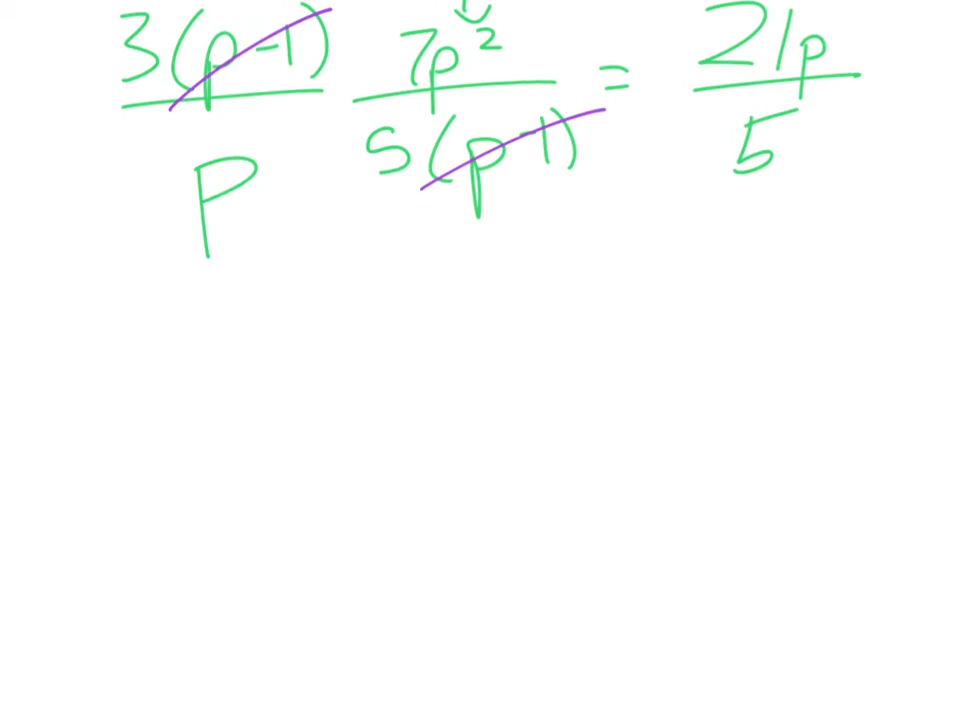 3(p-1) 7p² = 21p
p 5(p-1) 5